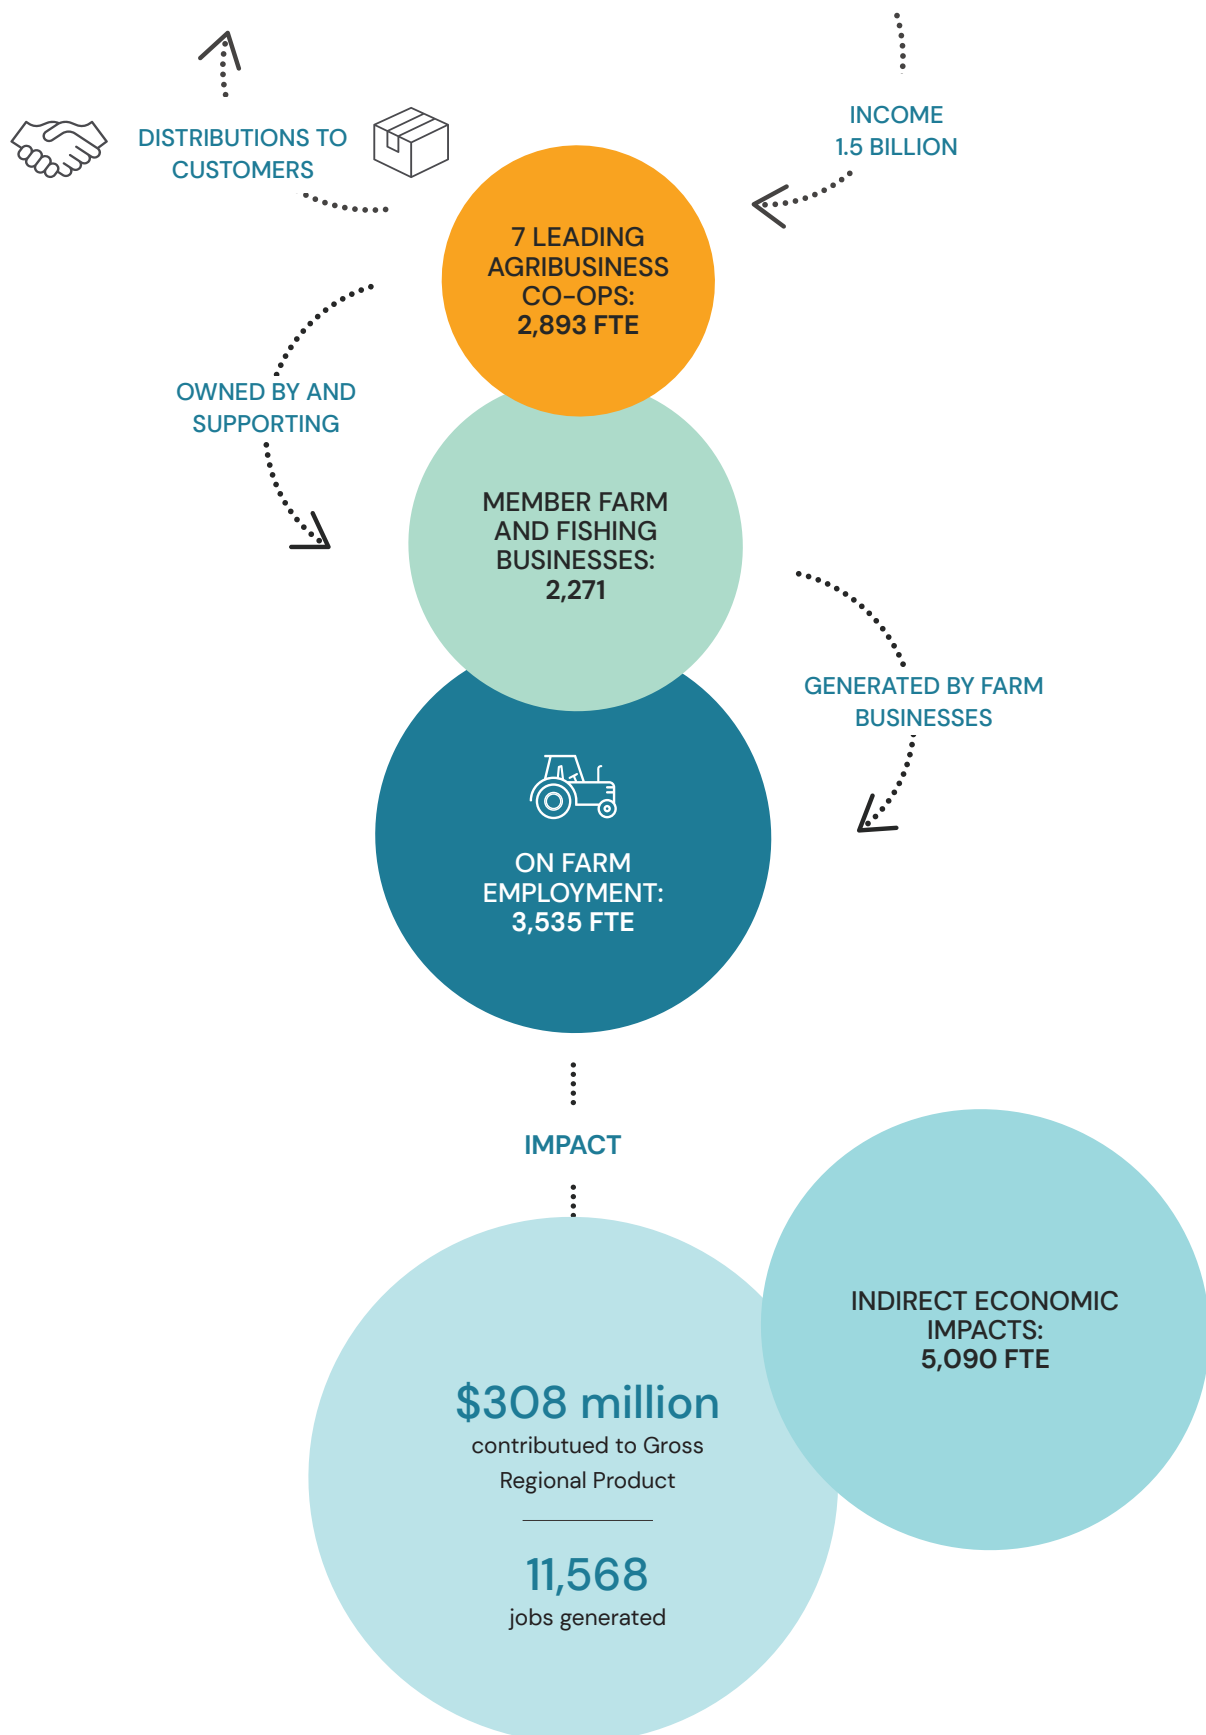 DISTRIBUTIONS TO
CUSTOMERS
INCOME
1.5 BILLION
7 LEADING
AGRIBUSINESS
CO-OPS:
2,893 FTE
OWNED BY AND
SUPPORTING
MEMBER FARM
AND FISHING
BUSINESSES:
2,271
GENERATED BY FARM
BUSINESSES
ON FARM
EMPLOYMENT:
3,535 FTE
IMPACT
INDIRECT ECONOMIC
IMPACTS:
5,090 FTE
$308 million
contributued to Gross
Regional Product
11,568
jobs generated